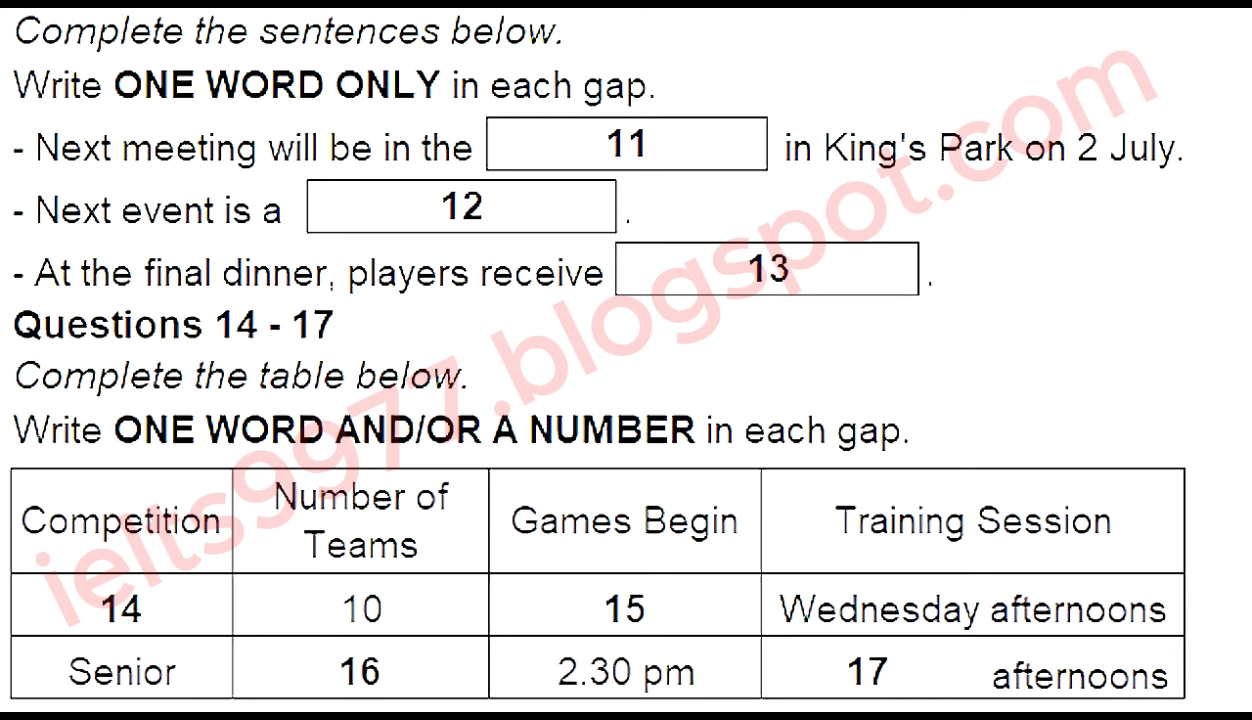 Complete the sentences below.
Write ONE WORD ONLY in each gap.
- Next meeting will be in the 11 in King's Park on 2 July.
- Next event is a 12 .
- At the final dinner, players receive 13 .
Questions 14 - 17
Complete the table below.
Write ONE WORD AND/OR A NUMBER in each gap.
Competition Number of Teams Games Begin Training Session
14 10 15 Wednesday afternoons
Senior 16 2.30 pm 17 afternoons
ielts9977.blogspot.com